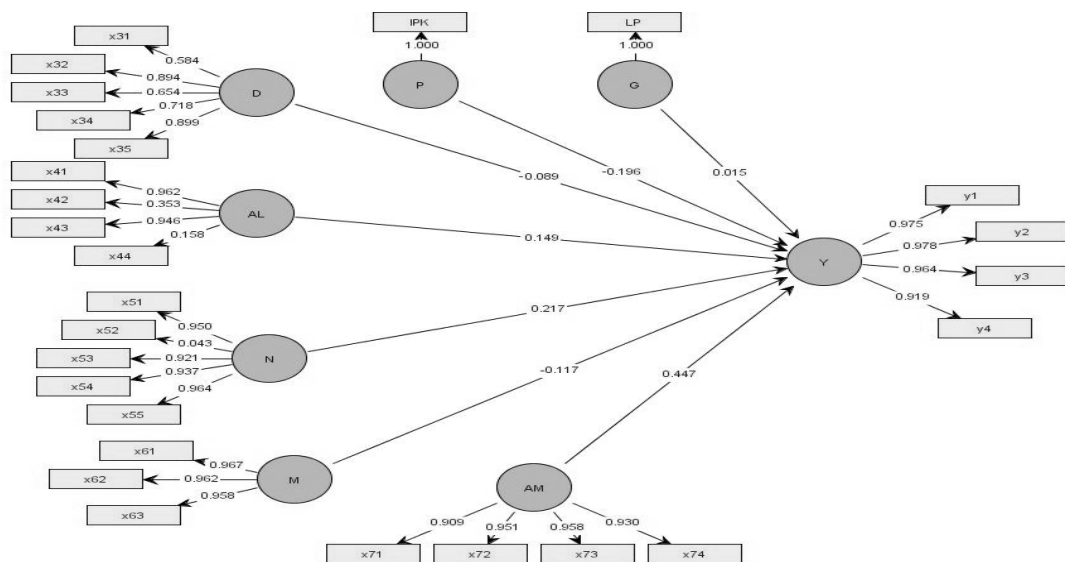 IPK
LP
1.000
1.000
P
G
x31
x32
x33
x34
x35
0.584
0.894
0.654
0.718
0.899
D
-0.089
-0.196
0.015
x41
x42
x43
x44
0.962
0.353
0.946
0.158
AL
0.149
Y
0.975
0.978
0.964
0.919
y1
y2
y3
y4
x51
x52
x53
x54
x55
0.950
0.043
0.921
0.937
0.964
N
0.217
-0.117
0.447
x61
x62
x63
0.967
0.962
0.958
M
AM
0.909
0.951
0.958
0.930
x71
x72
x73
x74